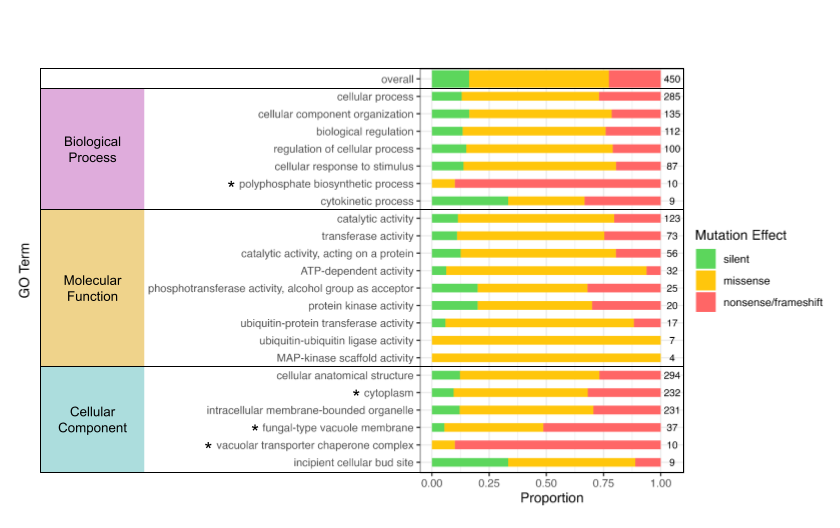 overall 450
Biological
Process
cellular process 285
cellular component organization 135
biological regulation 112
regulation of cellular process 100
cellular response to stimulus 87
* polyphosphate biosynthetic process 10
cytokinetic process 9
GO Term
Molecular
Function
catalytic activity 123
transferase activity 73
catalytic activity, acting on a protein 56
ATP-dependent activity 32
phosphotransferase activity, alcohol group as acceptor 25
protein kinase activity 20
ubiquitin-protein transferase activity 17
ubiquitin-ubiquitin ligase activity 7
MAP-kinase scaffold activity 4
Cellular
Component
cellular anatomical structure 294
* cytoplasm 232
intracellular membrane-bounded organelle 231
* fungal-type vacuole membrane 37
* vacuolar transporter chaperone complex 10
incipient cellular bud site 9
0.00 0.25 0.50 0.75 1.00
Proportion
Mutation Effect
silent
missense
nonsense/frameshift